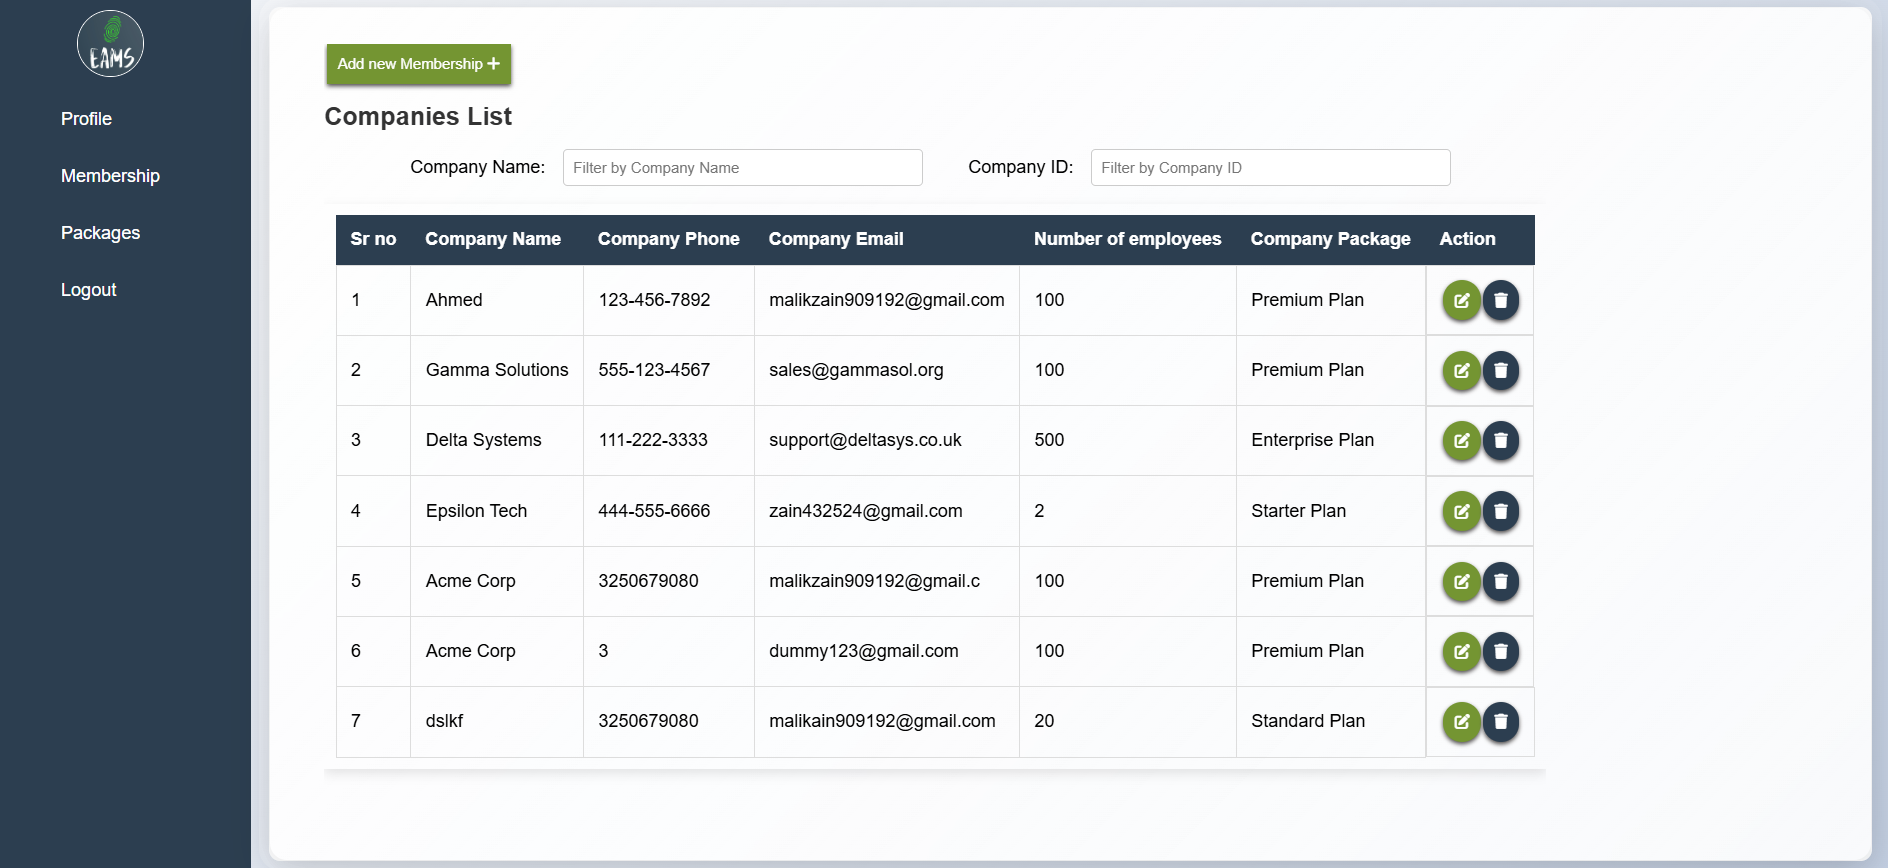 EAMS
Profile
Membership
Packages
Logout
Add new Membership +
Companies List
Company Name: Filter by Company Name Company ID: Filter by Company ID
Sr no Company Name Company Phone Company Email Number of employees Company Package Action
1 Ahmed 123-456-7892 malikzain909192@gmail.com 100 Premium Plan
2 Gamma Solutions 555-123-4567 sales@gammasol.org 100 Premium Plan
3 Delta Systems 111-222-3333 support@deltasys.co.uk 500 Enterprise Plan
4 Epsilon Tech 444-555-6666 zain432524@gmail.com 2 Starter Plan
5 Acme Corp 3250679080 malikzain909192@gmail.c 100 Premium Plan
6 Acme Corp 3 dummy123@gmail.com 100 Premium Plan
7 dslkf 3250679080 malikain909192@gmail.com 20 Standard Plan